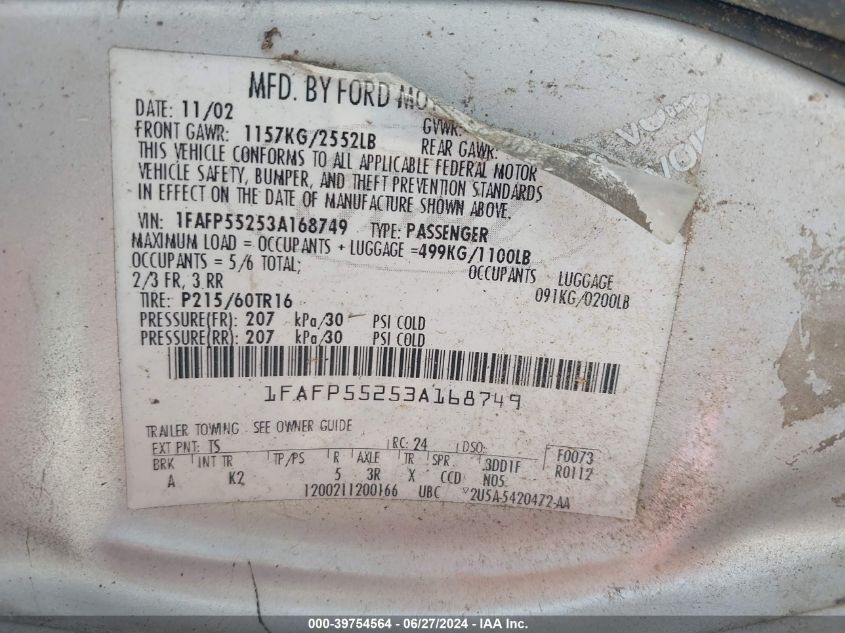 MFD. BY FORD MO
DATE: 11/02 GVWR:
FRONT GAWR: 1157KG/2552LB REAR GAWR:
THIS VEHICLE CONFORMS TO ALL APPLICABLE FEDERAL MOTOR
VEHICLE SAFETY, BUMPER, AND THEFT PREVENTION STANDARDS
IN EFFECT ON THE DATE OF MANUFACTURE SHOWN ABOVE.
VIN: 1FAFP55253A168749 TYPE: PASSENGER
MAXIMUM LOAD = OCCUPANTS + LUGGAGE =499KG/1100LB
OCCUPANTS = 5/6 TOTAL; OCCUPANTS LUGGAGE
2/3 FR, 3 RR 091KG/0200LB
TIRE: P215/60TR16
PRESSURE(FR): 207 kPa/30 PSI COLD
PRESSURE(RR): 207 kPa/30 PSI COLD
1FAFP55253A168749
TRAILER TOWING SEE OWNER GUIDE
EXT PNT: TS RC: 24 DSO: F0073
BRK INT TR TP/PS R AXLE TR SPR 3DD1F R0112
A K2 5 3R X CCD N05
1200211200166 UBC 2U5A-5420472-AA
VOID
VOID
000-39754564 - 06/27/2024 - IAA Inc.